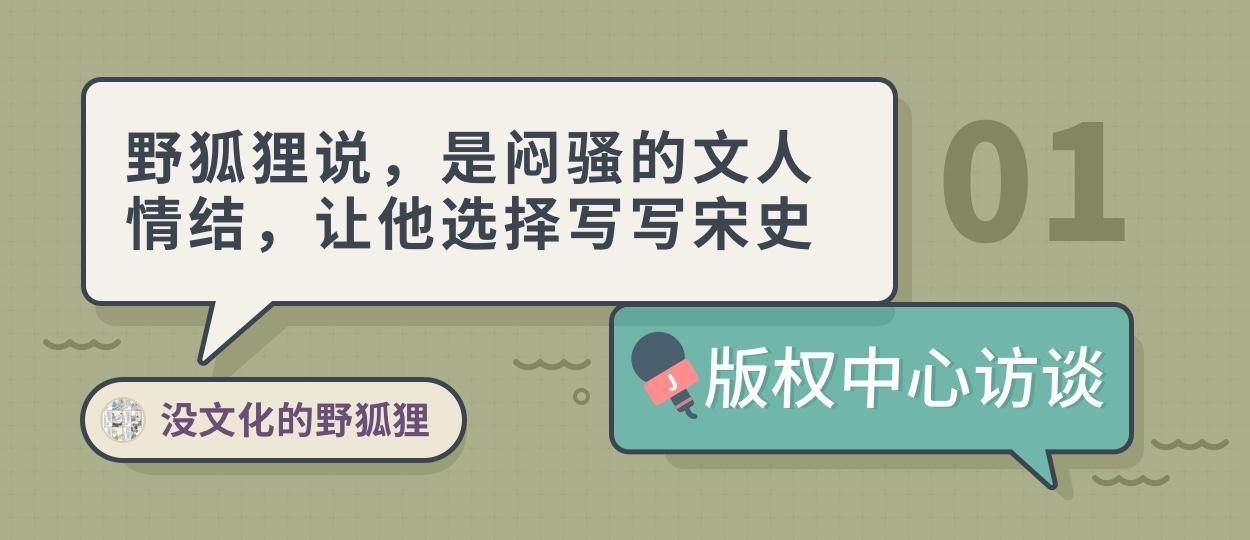 野狐狸说，是闷骚的文人
情结，让他选择写写宋史
01
J
版权中心访谈
没文化的野狐狸